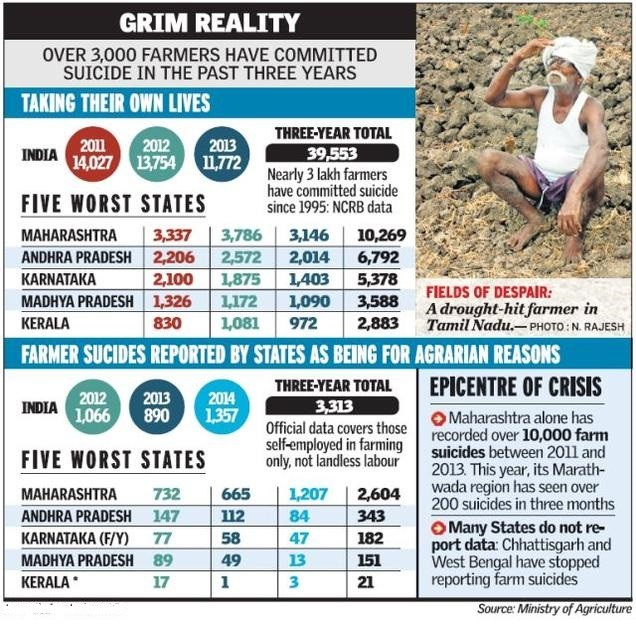 GRIM REALITY
OVER 3,000 FARMERS HAVE COMMITTED
SUICIDE IN THE PAST THREE YEARS
TAKING THEIR OWN LIVES
INDIA
2011
14,027
2012
13,754
2013
11,772
THREE-YEAR TOTAL
39,553
Nearly 3 lakh farmers
have committed suicide
since 1995: NCRB data
FIVE WORST STATES
MAHARASHTRA 3,337 3,786 3,146 10,269
ANDHRA PRADESH 2,206 2,572 2,014 6,792
KARNATAKA 2,100 1,875 1,403 5,378
MADHYA PRADESH 1,326 1,172 1,090 3,588
KERALA 830 1,081 972 2,883
FIELDS OF DESPAIR:
A drought-hit farmer in
Tamil Nadu.— PHOTO : N. RAJESH
FARMER SUCIDES REPORTED BY STATES AS BEING FOR AGRARIAN REASONS
INDIA
2012
1,066
2013
890
2014
1,357
THREE-YEAR TOTAL
3,313
Official data covers those
self-employed in farming
only, not landless labour
FIVE WORST STATES
MAHARASHTRA 732 665 1,207 2,604
ANDHRA PRADESH 147 112 84 343
KARNATAKA (F/Y) 77 58 47 182
MADHYA PRADESH 89 49 13 151
KERALA * 17 1 3 21
EPICENTRE OF CRISIS
Maharashtra alone has
recorded over 10,000 farm
suicides between 2011 and
2013. This year, its Marath-
wada region has seen over
200 suicides in three months
Many States do not re-
port data: Chhattisgarh and
West Bengal have stopped
reporting farm suicides
Source: Ministry of Agriculture